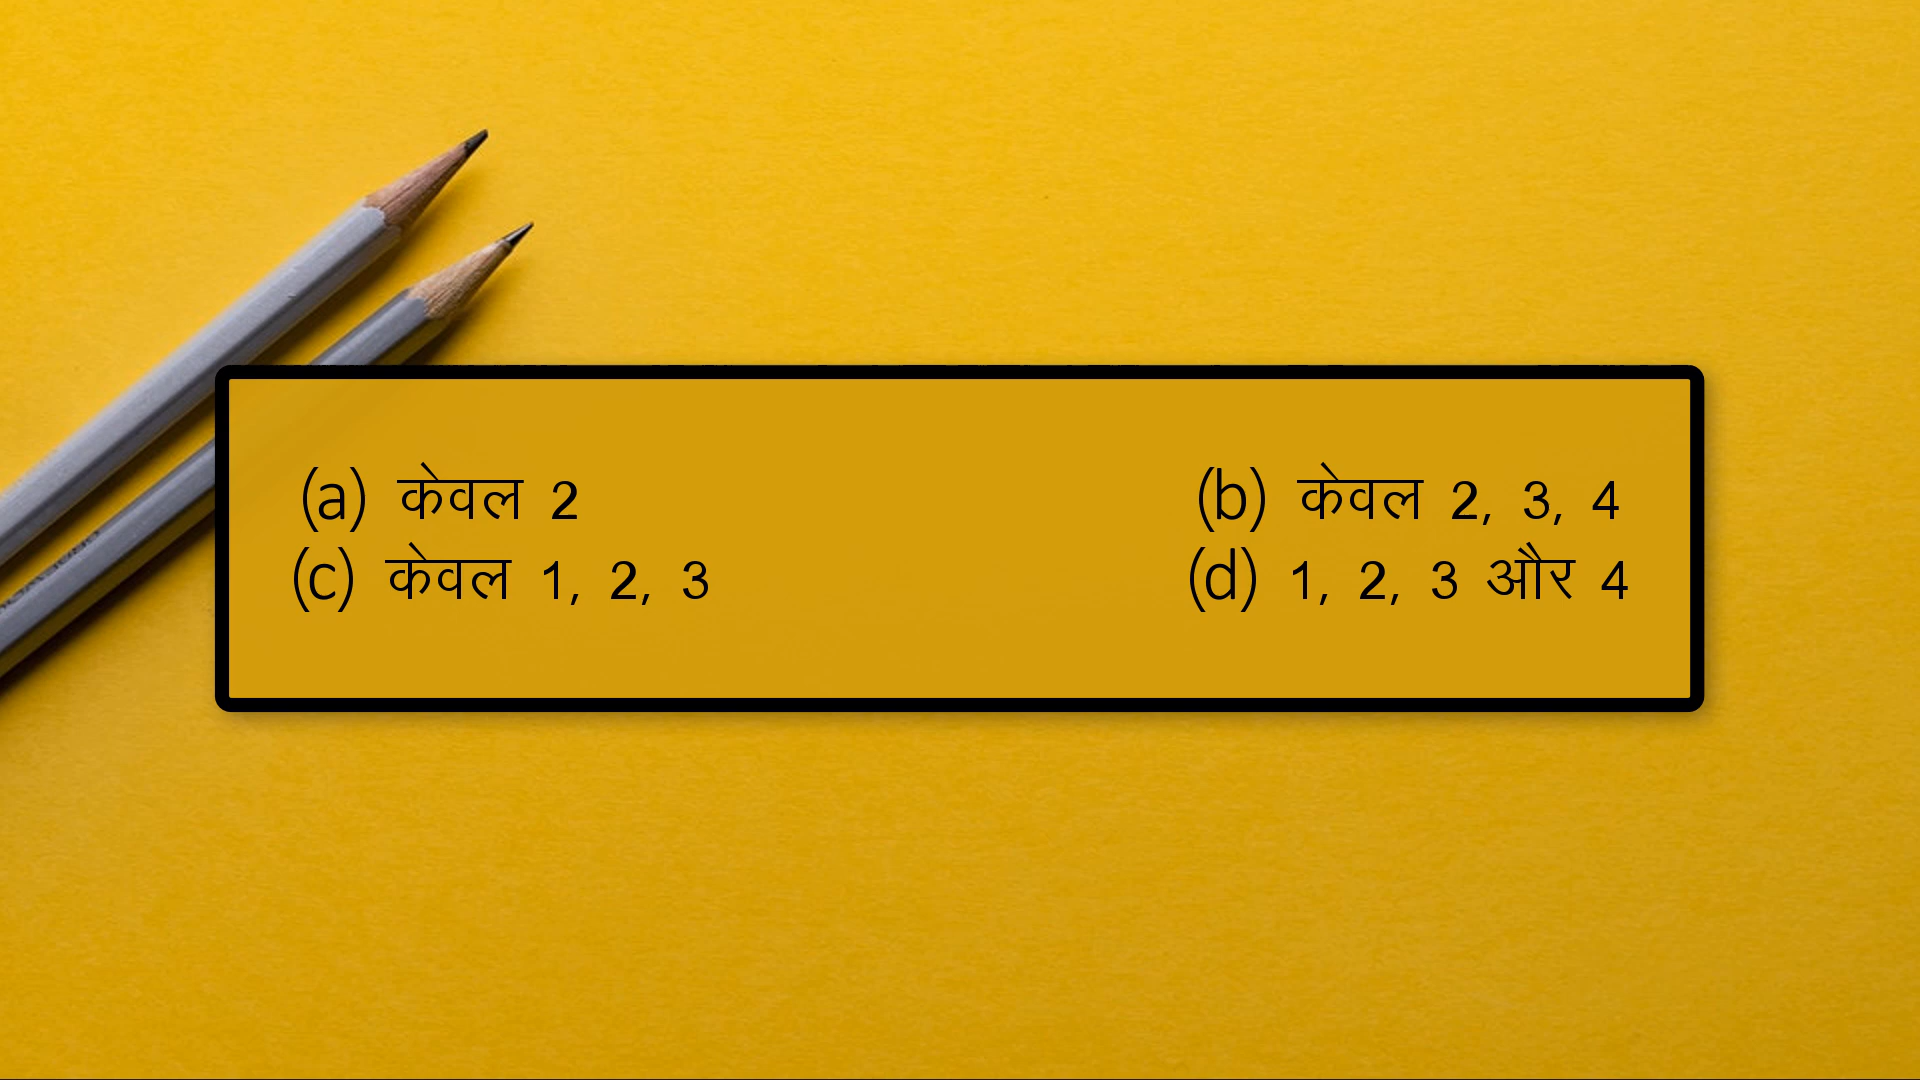 (a) केवल 2 (b) केवल 2, 3, 4
(c) केवल 1, 2, 3 (d) 1, 2, 3 और 4